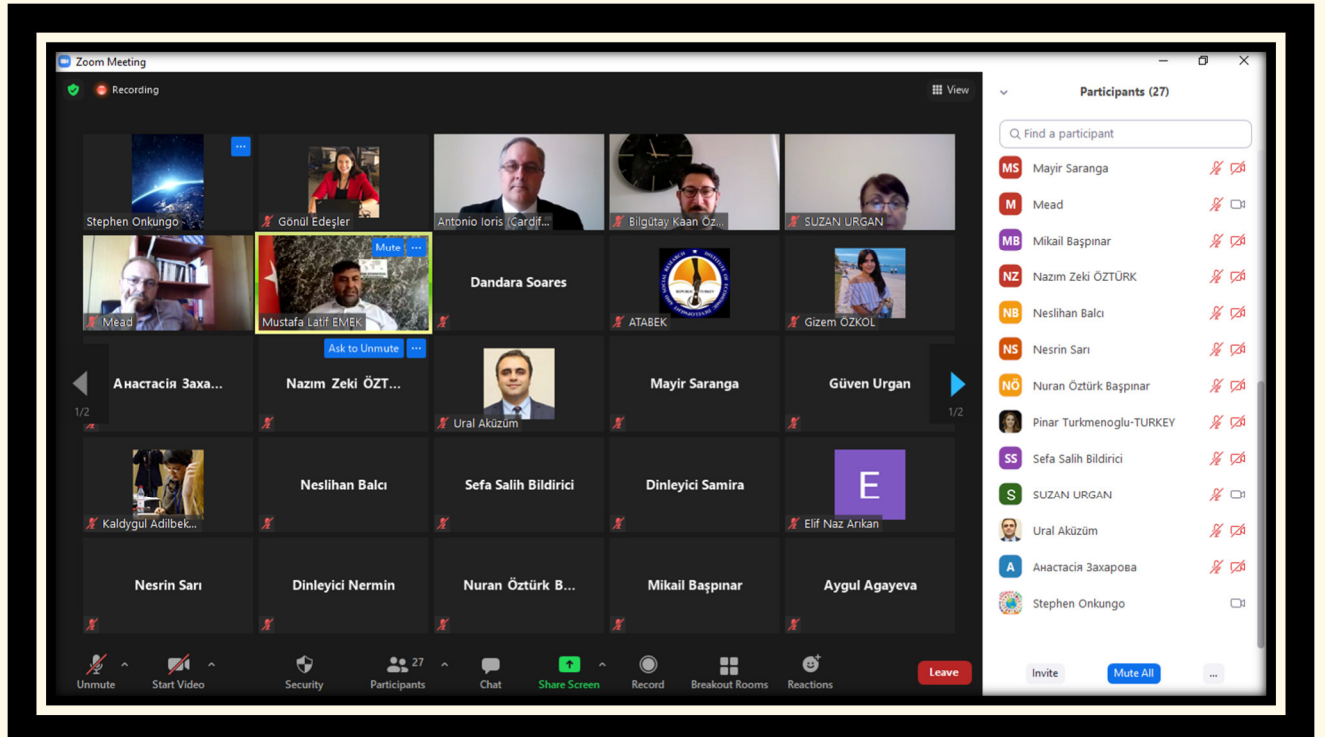 Zoom Meeting
Recording
View
Stephen Onkungo
Gönül Edeşler
Antonio Ioris (Cardif...
Bilgütay Kaan Öz...
SUZAN URGAN
Mead
Mute
Mustafa Latif EMEK
Dandara Soares
ATABEK
Gizem ÖZKOL
Ask to Unmute
Анастасія Заха...
Nazım Zeki ÖZT...
Ural Aküzüm
Mayir Saranga
Güven Urgan
1/2
1/2
Kaldygul Adilbek...
Neslihan Balcı
Sefa Salih Bildirici
Dinleyici Samira
E
Elif Naz Arıkan
Nesrin Sarı
Dinleyici Nermin
Nuran Öztürk B...
Mikail Başpınar
Aygul Agayeva
Unmute
Start Video
Security
27
Participants
Chat
Share Screen
Record
Breakout Rooms
Reactions
Leave
Participants (27)
Find a participant
MS Mayir Saranga
M Mead
MB Mikail Başpınar
NZ Nazım Zeki ÖZTÜRK
NB Neslihan Balcı
NS Nesrin Sarı
NÖ Nuran Öztürk Başpınar
Pinar Turkmenoglu-TURKEY
SS Sefa Salih Bildirici
S SUZAN URGAN
Ural Aküzüm
А Анастасія Захарова
Stephen Onkungo
Invite
Mute All
...